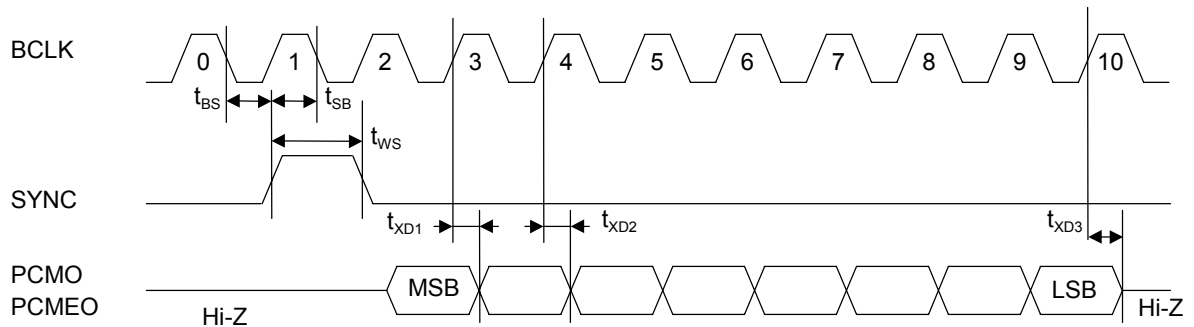 BCLK 0 1 2 3 4 5 6 7 8 9 10
tBS tSB
tWS
SYNC
tXD1 tXD2 tXD3
PCMO
PCMEO
MSB LSB
Hi-Z Hi-Z